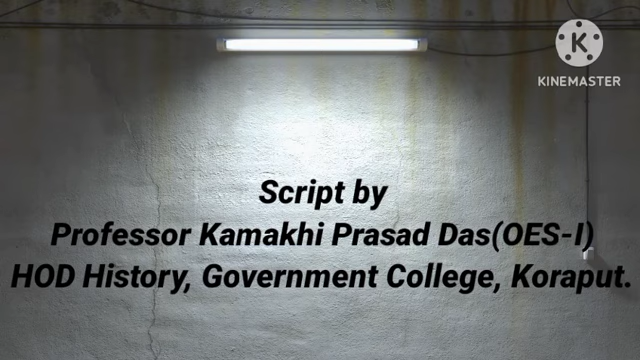 KINEMASTER
Script by
Professor Kamakhi Prasad Das(OES-I)
HOD History, Government College, Koraput.